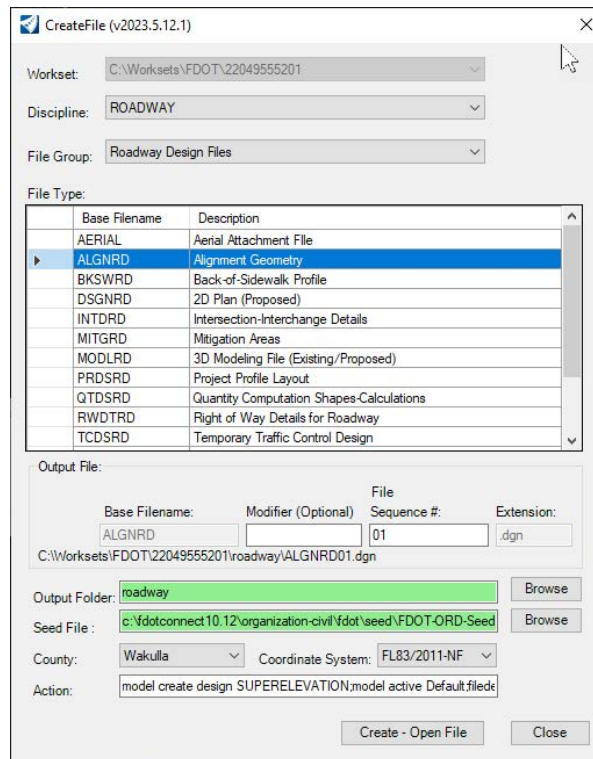 CreateFile (v2023.5.12.1)
Workset: C:\Worksets\FDOT\22049555201
Discipline: ROADWAY
File Group: Roadway Design Files
File Type:
Base Filename Description
AERIAL Aerial Attachment FIle
ALGNRD Alignment Geometry
BKSWRD Back-of-Sidewalk Profile
DSGNRD 2D Plan (Proposed)
INTDRD Intersection-Interchange Details
MITGRD Mitigation Areas
MODLRD 3D Modeling File (Existing/Proposed)
PRDSRD Project Profile Layout
QTDSRD Quantity Computation Shapes-Calculations
RWDTRD Right of Way Details for Roadway
TCDSRD Temporary Traffic Control Design
Output File:
File
Base Filename: Modifier (Optional) Sequence #: Extension:
ALGNRD 01 .dgn
C:\Worksets\FDOT\22049555201\roadway\ALGNRD01.dgn
Output Folder: roadway Browse
Seed File : c:\fdotconnect10.12\organization-civil\fdot\seed\FDOT-ORD-Seed Browse
County: Wakulla Coordinate System: FL83/2011-NF
Action: model create design SUPERELEVATION;model active Default;filede
Create - Open File Close